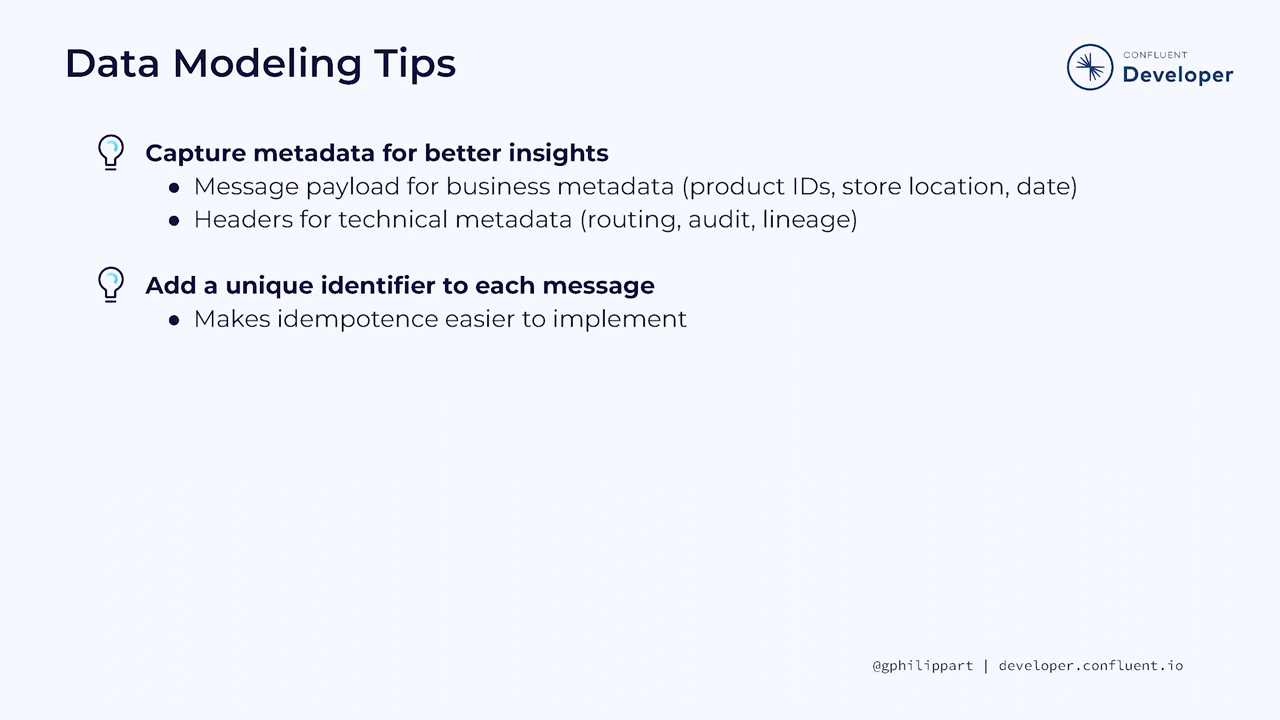 Data Modeling Tips
CONFLUENT
Developer
Capture metadata for better insights
● Message payload for business metadata (product IDs, store location, date)
● Headers for technical metadata (routing, audit, lineage)
Add a unique identifier to each message
● Makes idempotence easier to implement
@gphilippart | developer.confluent.io